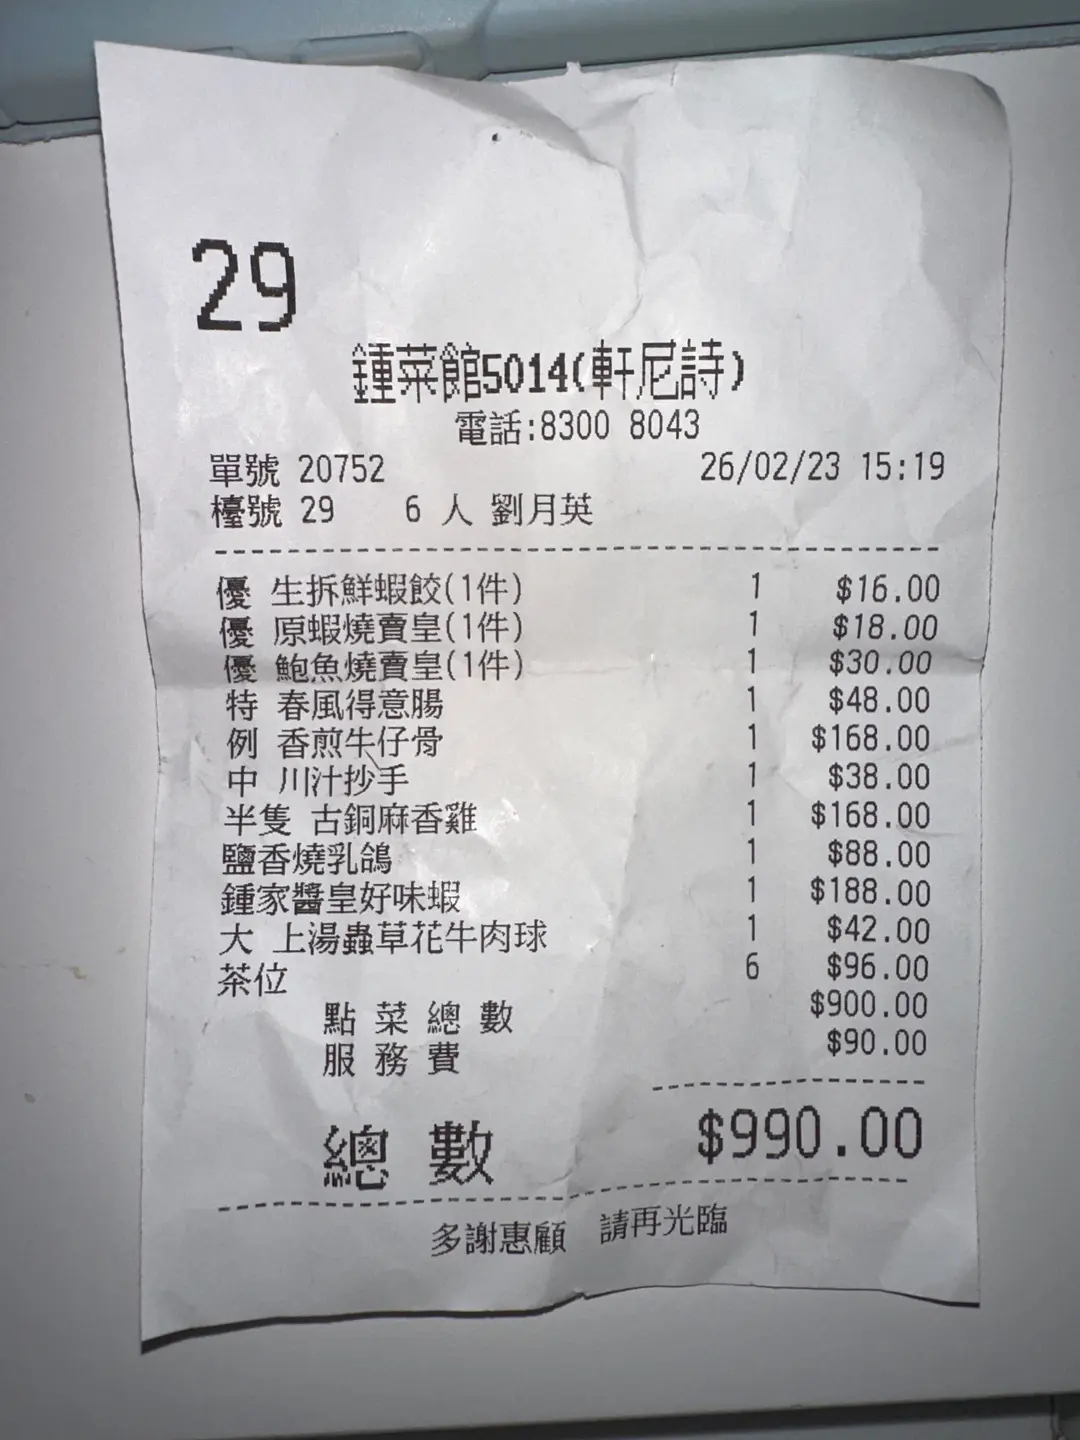 29
鍾菜館5014(軒尼詩)
電話:8300 8043
單號 20752 26/02/23 15:19
檯號 29 6 人 劉月英
優 生拆鮮蝦餃(1件) 1 $16.00
優 原蝦燒賣皇(1件) 1 $18.00
優 鮑魚燒賣皇(1件) 1 $30.00
特 春風得意腸 1 $48.00
例 香煎牛仔骨 1 $168.00
中 川汁抄手 1 $38.00
半隻 古銅麻香雞 1 $168.00
鹽香燒乳鴿 1 $88.00
鍾家醬皇好味蝦 1 $188.00
大 上湯蟲草花牛肉球 1 $42.00
茶位 6 $96.00
點菜總數 $900.00
服務費 $90.00
總數 $990.00
多謝惠顧 請再光臨